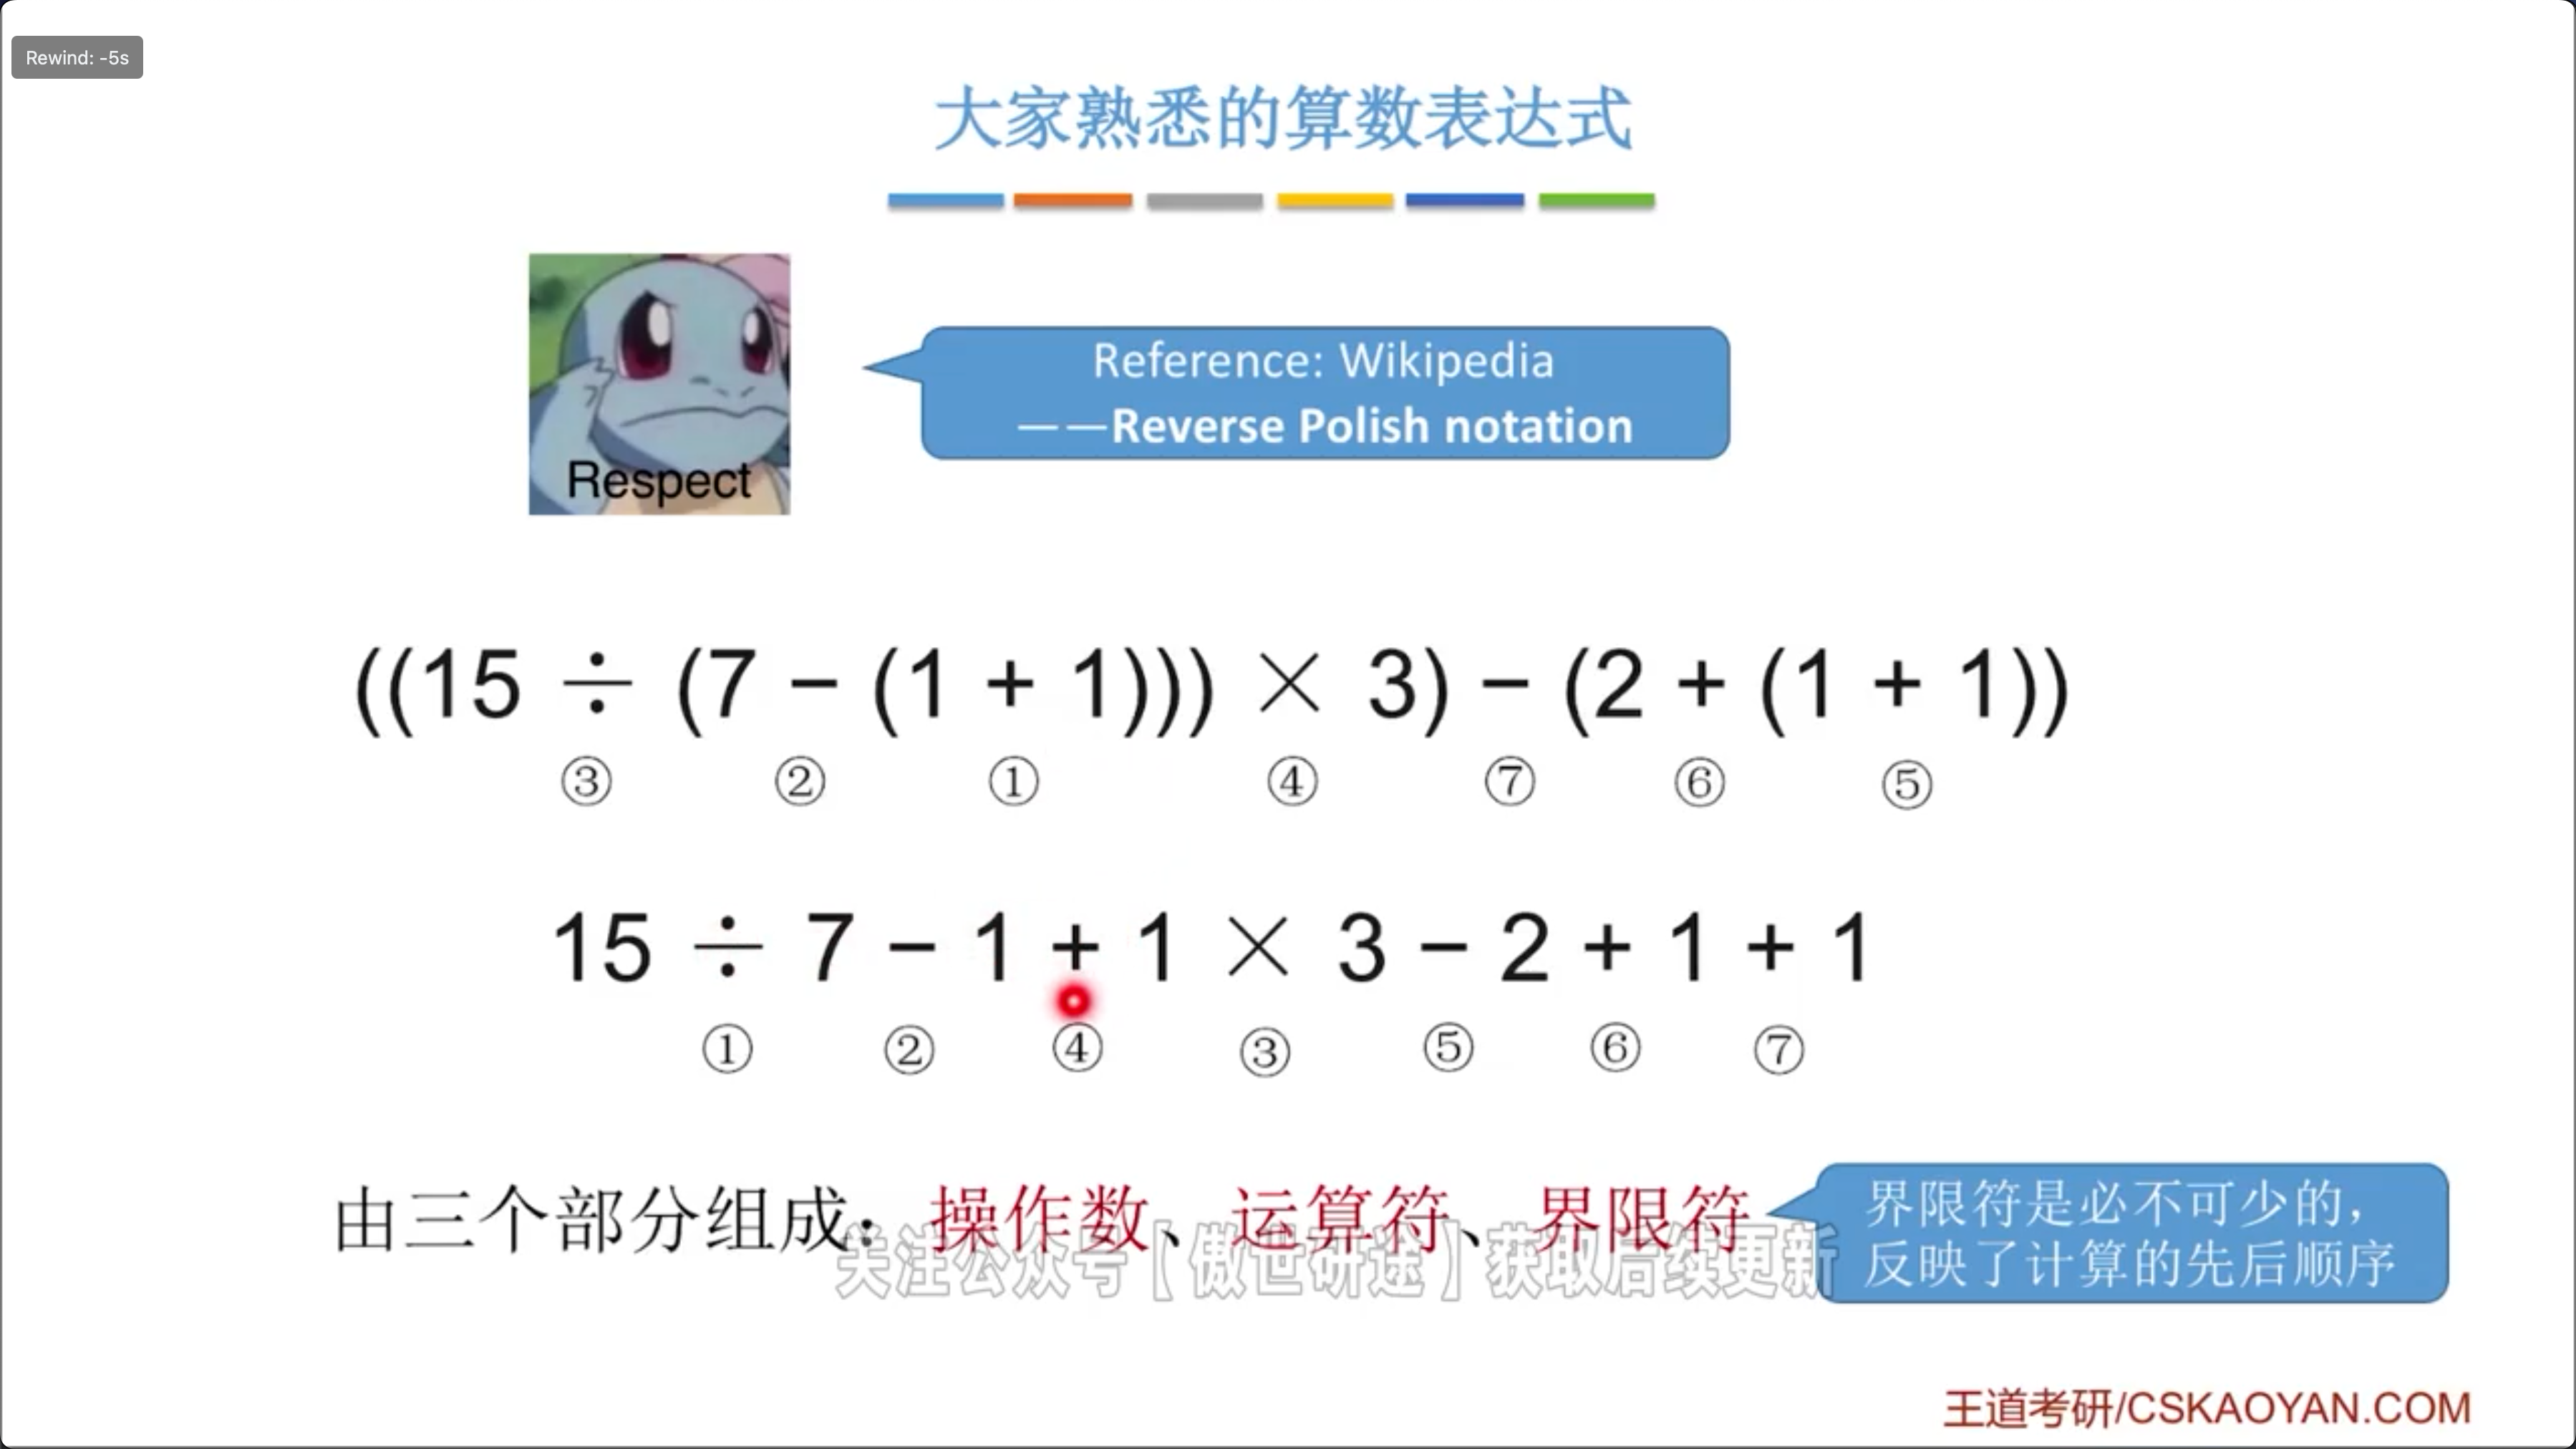 Rewind: -5s
大家熟悉的算数表达式
Reference: Wikipedia
——Reverse Polish notation
Respect
((15 ÷ (7 − (1 + 1))) × 3) − (2 + (1 + 1))
③ ② ① ④ ⑦ ⑥ ⑤
15 ÷ 7 − 1 + 1 × 3 − 2 + 1 + 1
① ② ④ ③ ⑤ ⑥ ⑦
由三个部分组成：操作数、运算符、界限符
界限符是必不可少的，
反映了计算的先后顺序
关注公众号【傲世研途】获取后续更新
王道考研/CSKAOYAN.COM